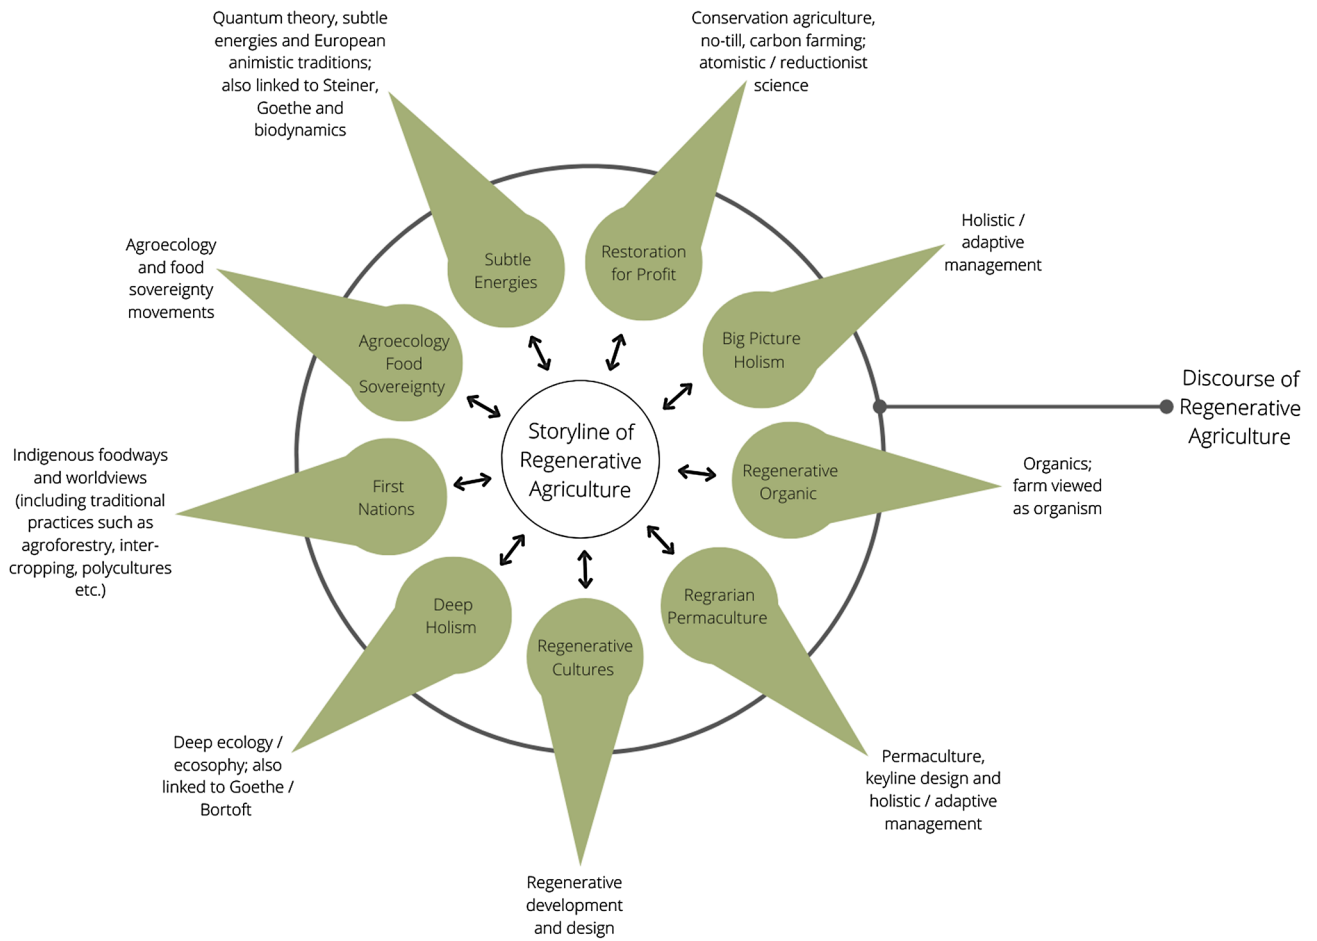 Quantum theory, subtle
energies and European
animistic traditions;
also linked to Steiner,
Goethe and
biodynamics
Conservation agriculture,
no-till, carbon farming;
atomistic / reductionist
science
Holistic /
adaptive
management
Agroecology
and food
sovereignty
movements
Subtle
Energies
Restoration
for Profit
Agroecology
Food
Sovereignty
Big Picture
Holism
Discourse of
Regenerative
Agriculture
Storyline of
Regenerative
Agriculture
Indigenous foodways
and worldviews
(including traditional
practices such as
agroforestry, inter-
cropping, polycultures
etc.)
First
Nations
Regenerative
Organic
Organics;
farm viewed
as organism
Deep
Holism
Regenerative
Cultures
Regrarian
Permaculture
Deep ecology /
ecosophy; also
linked to Goethe /
Bortoft
Permaculture,
keyline design and
holistic / adaptive
management
Regenerative
development
and design